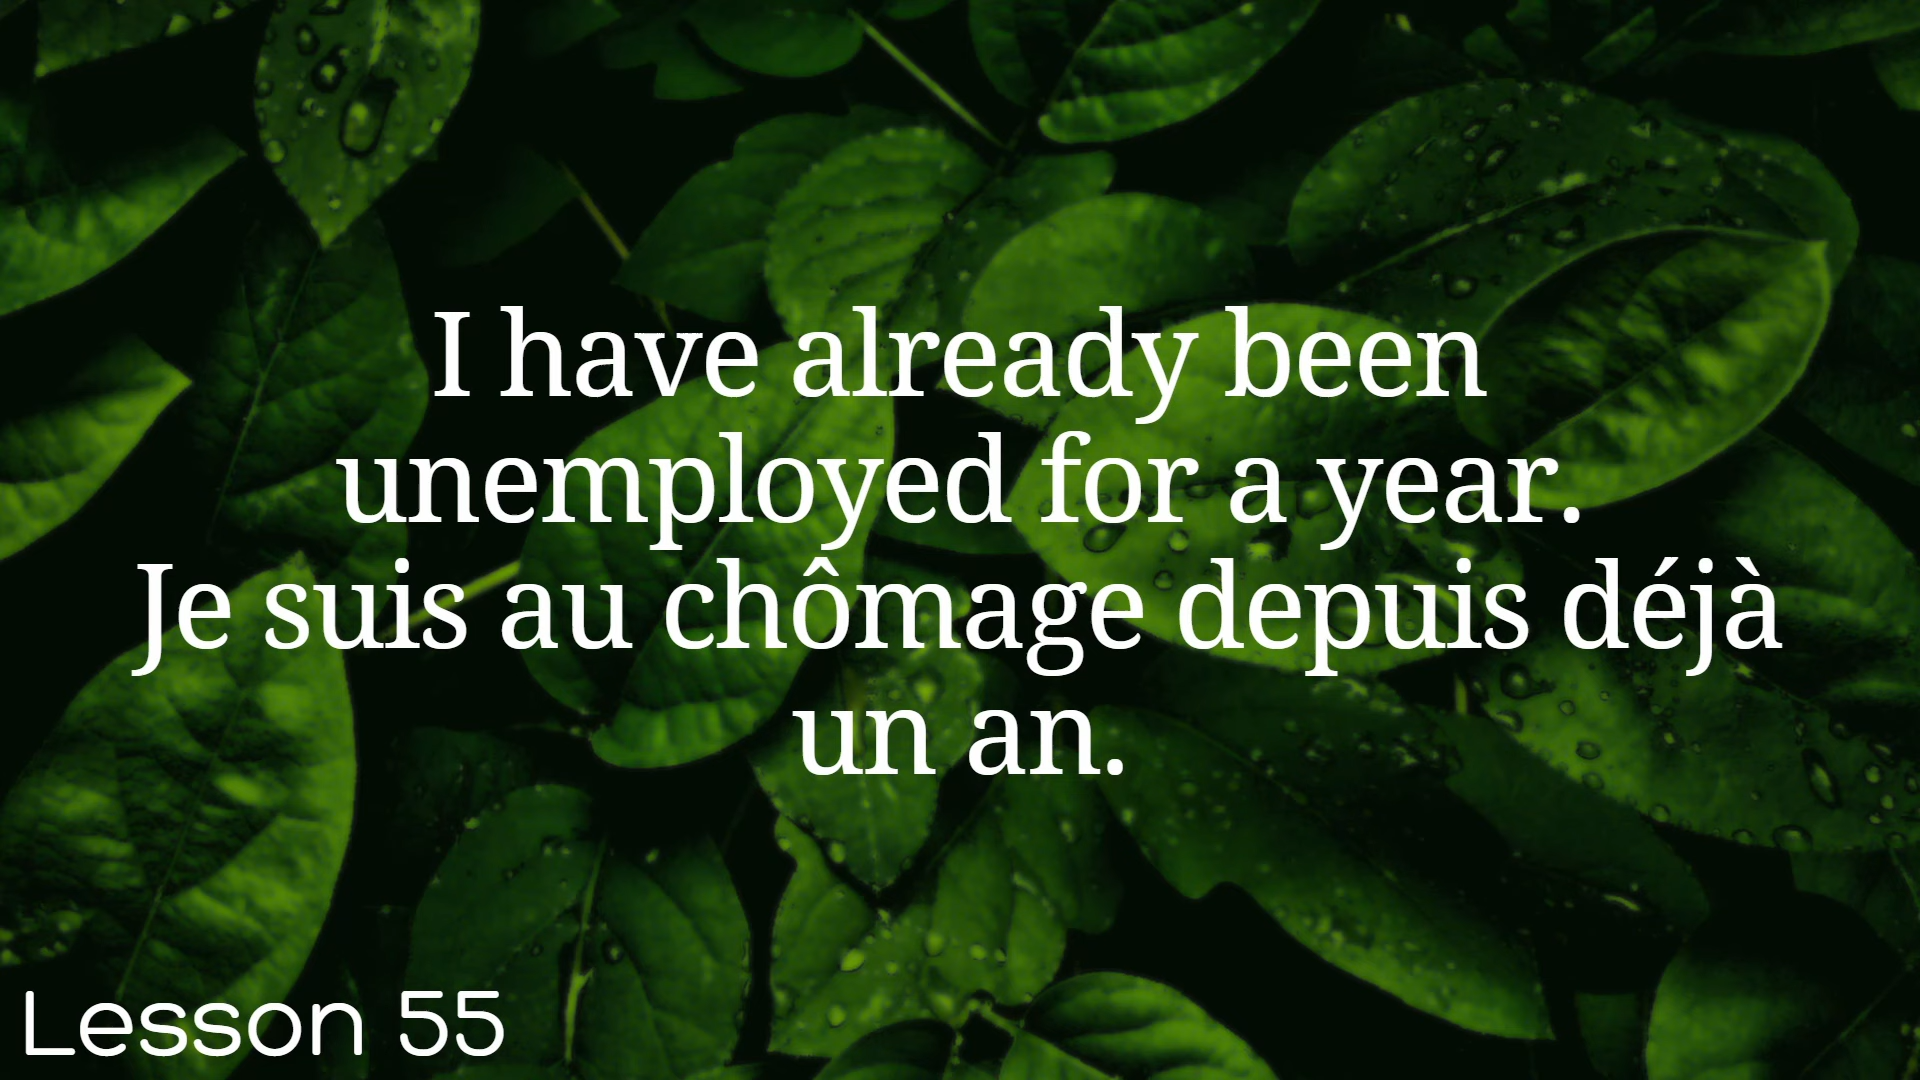 I have already been
unemployed for a year.
Je suis au chômage depuis déjà
un an.
Lesson 55